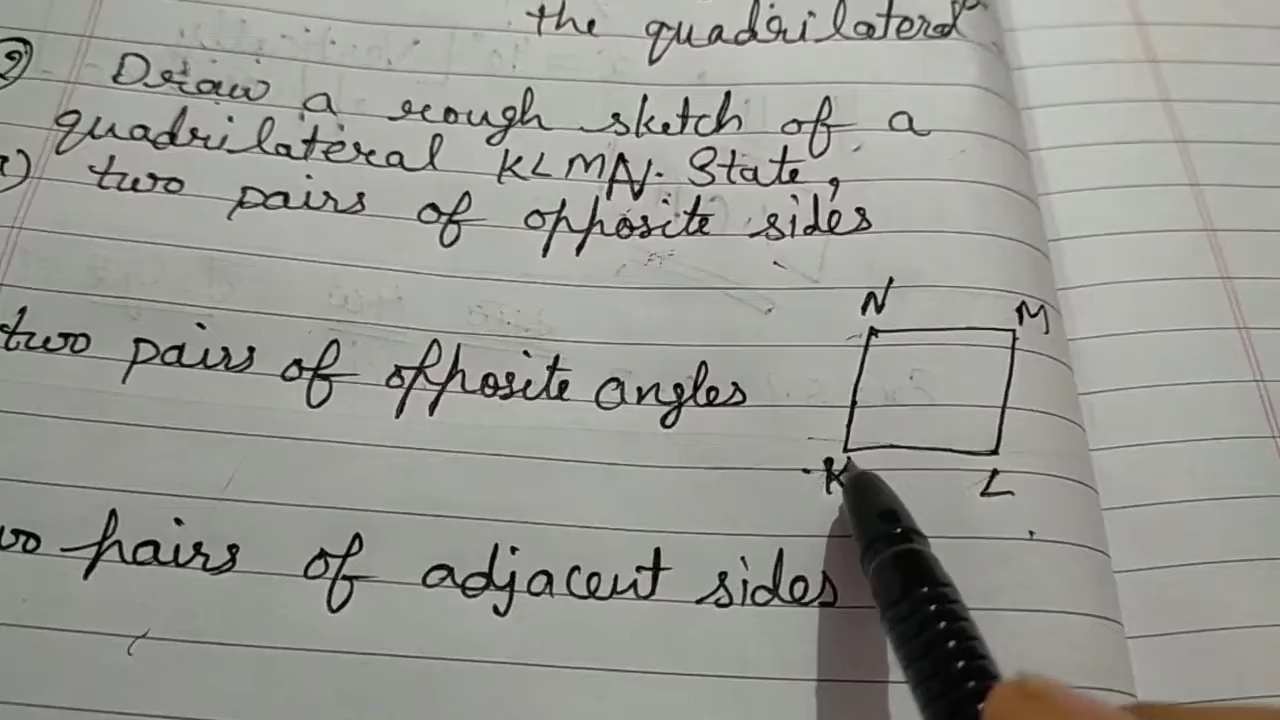 the quadrilateral
② Draw a rough sketch of a
quadrilateral KLMN. State,
two pairs of opposite sides
N M
two pairs of opposite angles
K L
pairs of adjacent sides